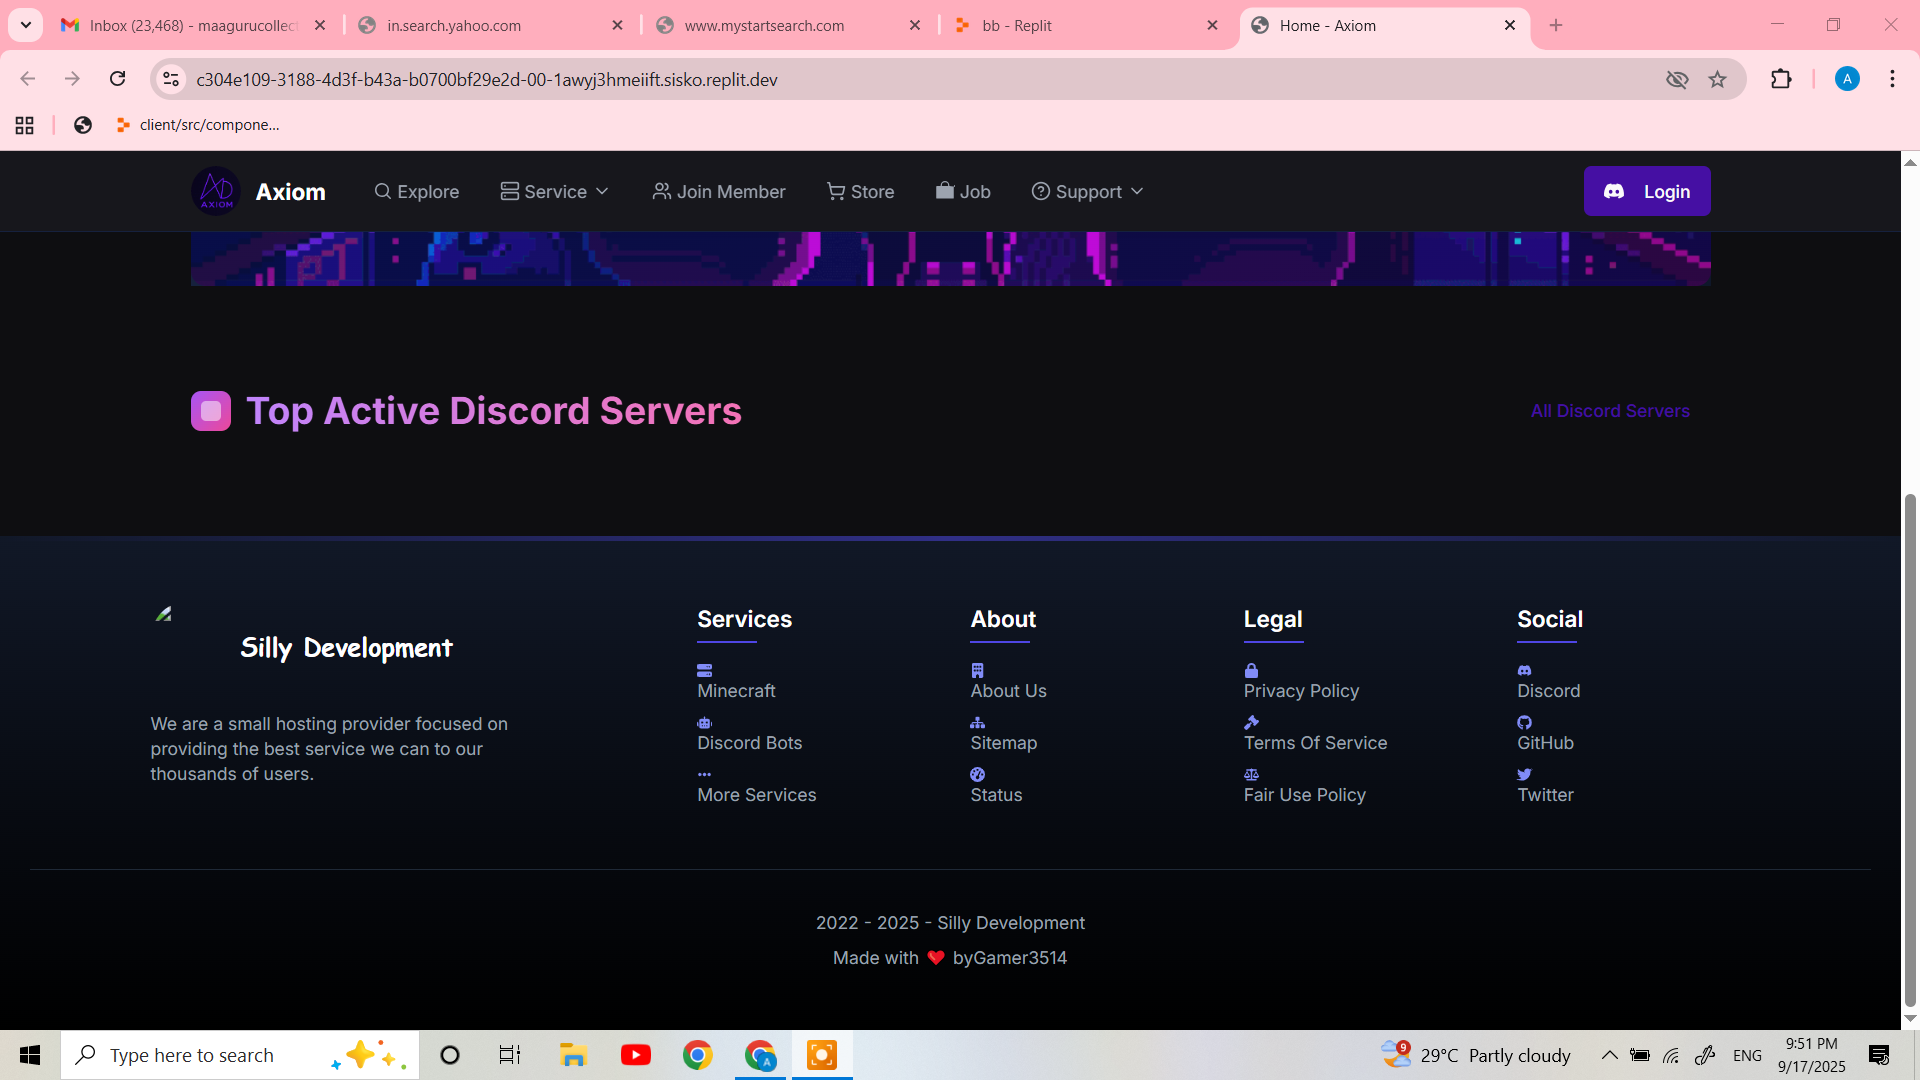 Inbox (23,468) - maagurucollec
in.search.yahoo.com
www.mystartsearch.com
bb - Replit
Home - Axiom
c304e109-3188-4d3f-b43a-b0700bf29e2d-00-1awyj3hmeiift.sisko.replit.dev
A
client/src/compone...
AXIOM
Axiom
Explore
Service
Join Member
Store
Job
Support
Login
Top Active Discord Servers
All Discord Servers
Silly Development
We are a small hosting provider focused on
providing the best service we can to our
thousands of users.
Services
Minecraft
Discord Bots
More Services
About
About Us
Sitemap
Status
Legal
Privacy Policy
Terms Of Service
Fair Use Policy
Social
Discord
GitHub
Twitter
2022 - 2025 - Silly Development
Made with ❤ byGamer3514
Type here to search
A
9
29°C Partly cloudy
ENG
9:51 PM
9/17/2025